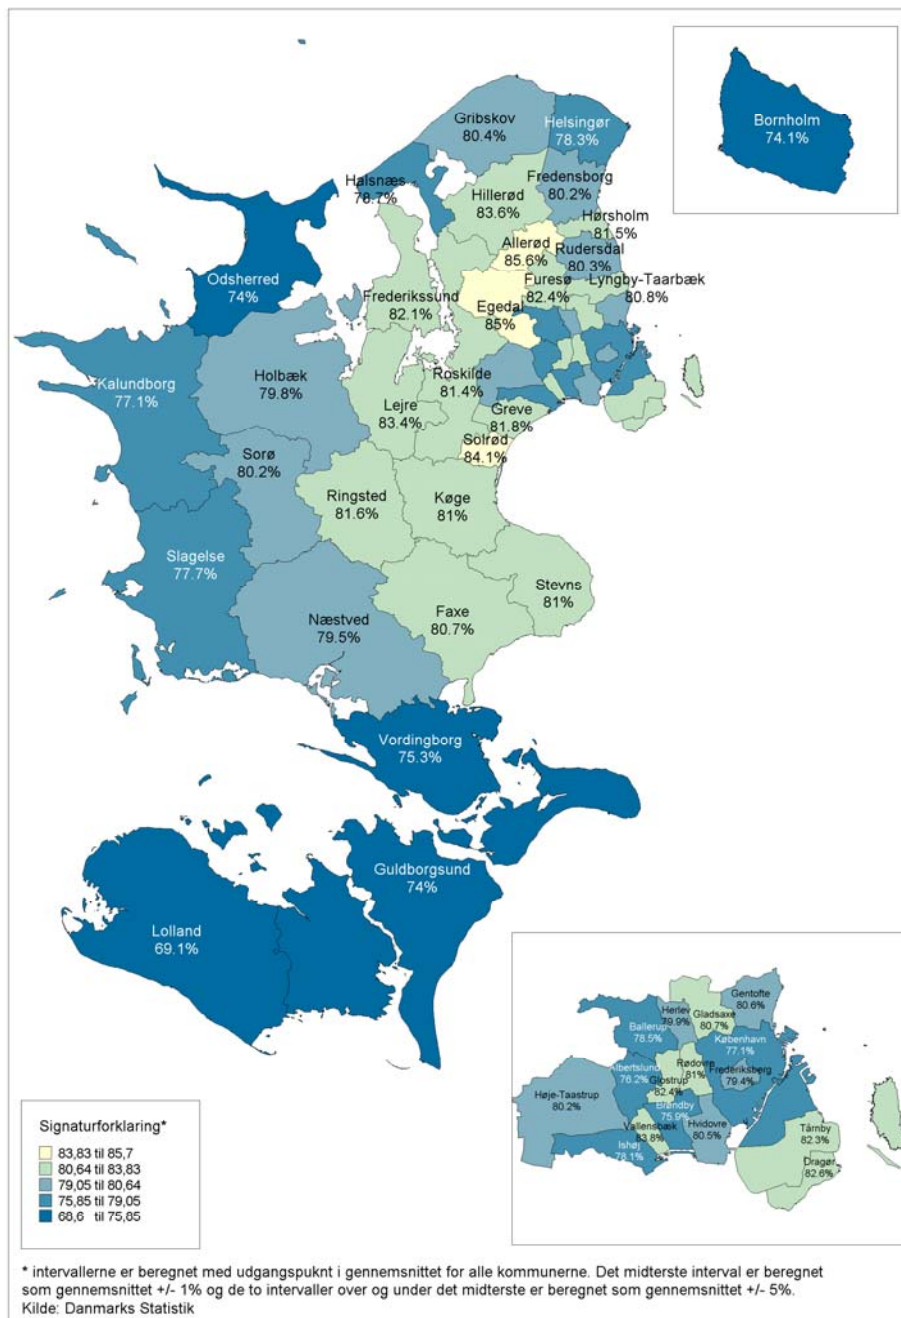 Bornholm
74.1%
Gribskov
80.4%
Helsingør
78.3%
Halsnæs
78.7%
Hillerød
83.6%
Fredensborg
80.2%
Hørsholm
81.5%
Allerød
85.6%
Rudersdal
80.3%
Odsherred
74%
Frederikssund
82.1%
Egedal
85%
Furesø
82.4%
Lyngby-Taarbæk
80.8%
Kalundborg
77.1%
Holbæk
79.8%
Roskilde
81.4%
Lejre
83.4%
Greve
81.8%
Solrød
84.1%
Sorø
80.2%
Ringsted
81.6%
Køge
81%
Slagelse
77.7%
Næstved
79.5%
Faxe
80.7%
Stevns
81%
Vordingborg
75.3%
Guldborgsund
74%
Lolland
69.1%
Gentofte
80.6%
Herlev
79.9%
Gladsaxe
80.7%
Ballerup
78.5%
København
77.1%
Albertslund
76.2%
Rødovre
81%
Frederiksberg
79.4%
Glostrup
82.4%
Høje-Taastrup
80.2%
Brøndby
75.9%
Vallensbæk
83.8%
Hvidovre
80.5%
Ishøj
78.1%
Tårnby
82.3%
Dragør
82.6%
Signaturforklaring*
83,83 til 85,7
80,64 til 83,83
79,05 til 80,64
75,85 til 79,05
68,6 til 75,85
* intervallerne er beregnet med udgangspuknt i gennemsnittet for alle kommunerne. Det midterste interval er beregnet
som gennemsnittet +/- 1% og de to intervaller over og under det midterste er beregnet som gennemsnittet +/- 5%.
Kilde: Danmarks Statistik